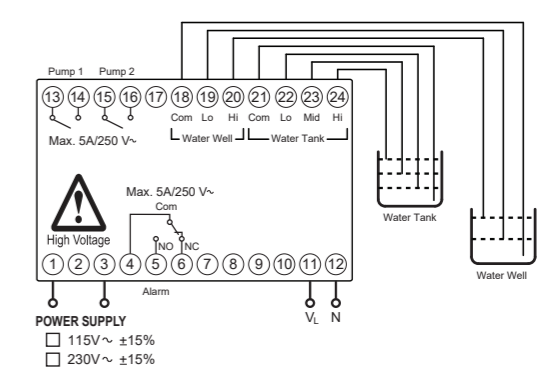 Pump 1 Pump 2
13 14 15 16 17 18 19 20 21 22 23 24
Com Lo Hi Com Lo Mid Hi
Max. 5A/250 V~
Water Well
Water Tank
Max. 5A/250 V~
Com
High Voltage
NO NC
1 2 3 4 5 6 7 8 9 10 11 12
Alarm
Water Tank
Water Well
POWER SUPPLY
VL N
115V~ ±15%
230V~ ±15%